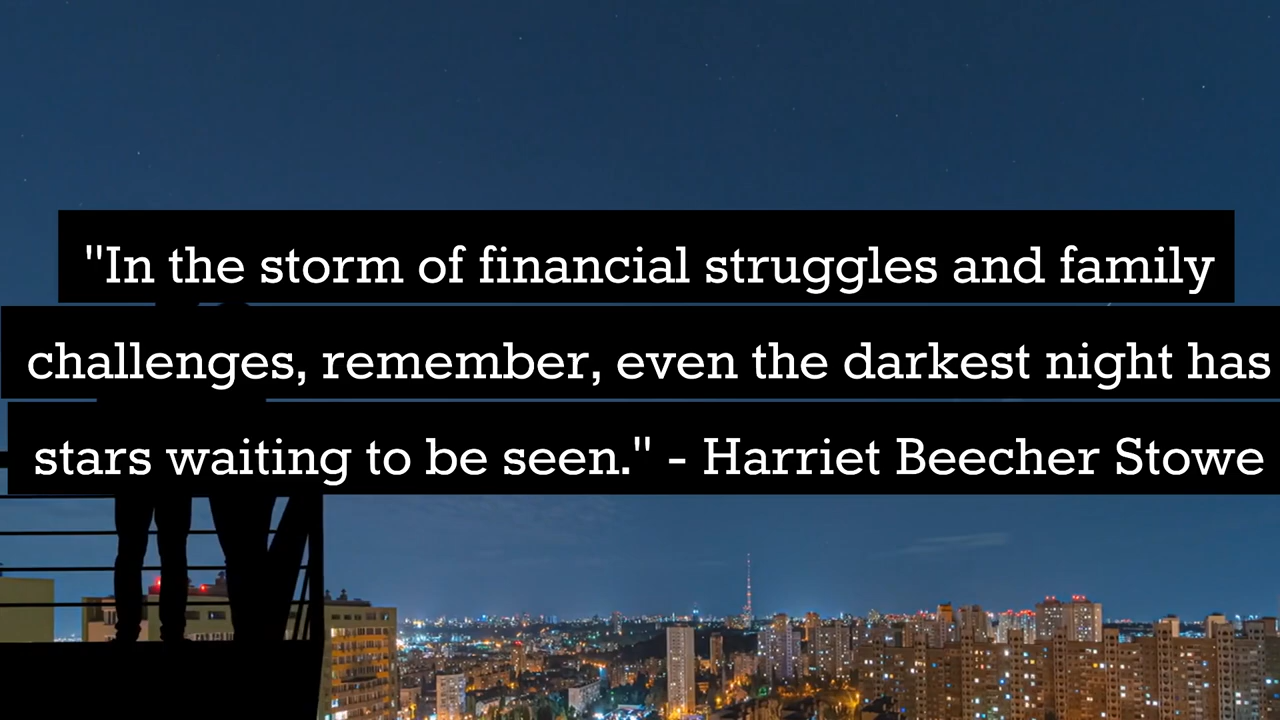 "In the storm of financial struggles and family
challenges, remember, even the darkest night has
stars waiting to be seen." - Harriet Beecher Stowe